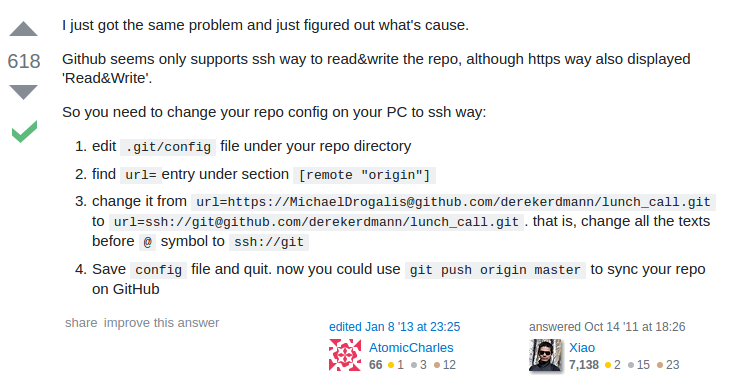 I just got the same problem and just figured out what's cause.
618
Github seems only supports ssh way to read&write the repo, although https way also displayed
'Read&Write'.
So you need to change your repo config on your PC to ssh way:
1. edit .git/config file under your repo directory
2. find url= entry under section [remote "origin"]
3. change it from url=https://MichaelDrogalis@github.com/derekerdmann/lunch_call.git
to url=ssh://git@github.com/derekerdmann/lunch_call.git . that is, change all the texts
before @ symbol to ssh://git
4. Save config file and quit. now you could use git push origin master to sync your repo
on GitHub
share improve this answer
edited Jan 8 '13 at 23:25
AtomicCharles
66 1 3 12
answered Oct 14 '11 at 18:26
Xiao
7,138 2 15 23